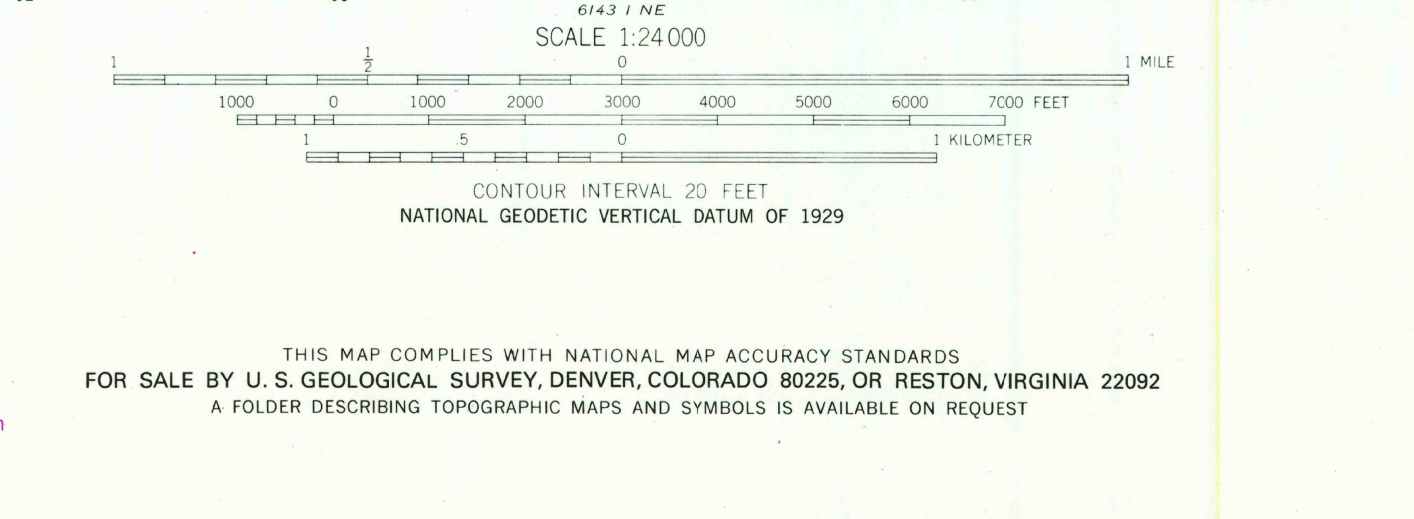 6143 I NE
SCALE 1:24 000
1 1/2 0 1 MILE
1000 0 1000 2000 3000 4000 5000 6000 7000 FEET
1 .5 0 1 KILOMETER
CONTOUR INTERVAL 20 FEET
NATIONAL GEODETIC VERTICAL DATUM OF 1929
THIS MAP COMPLIES WITH NATIONAL MAP ACCURACY STANDARDS
FOR SALE BY U. S. GEOLOGICAL SURVEY, DENVER, COLORADO 80225, OR RESTON, VIRGINIA 22092
A FOLDER DESCRIBING TOPOGRAPHIC MAPS AND SYMBOLS IS AVAILABLE ON REQUEST